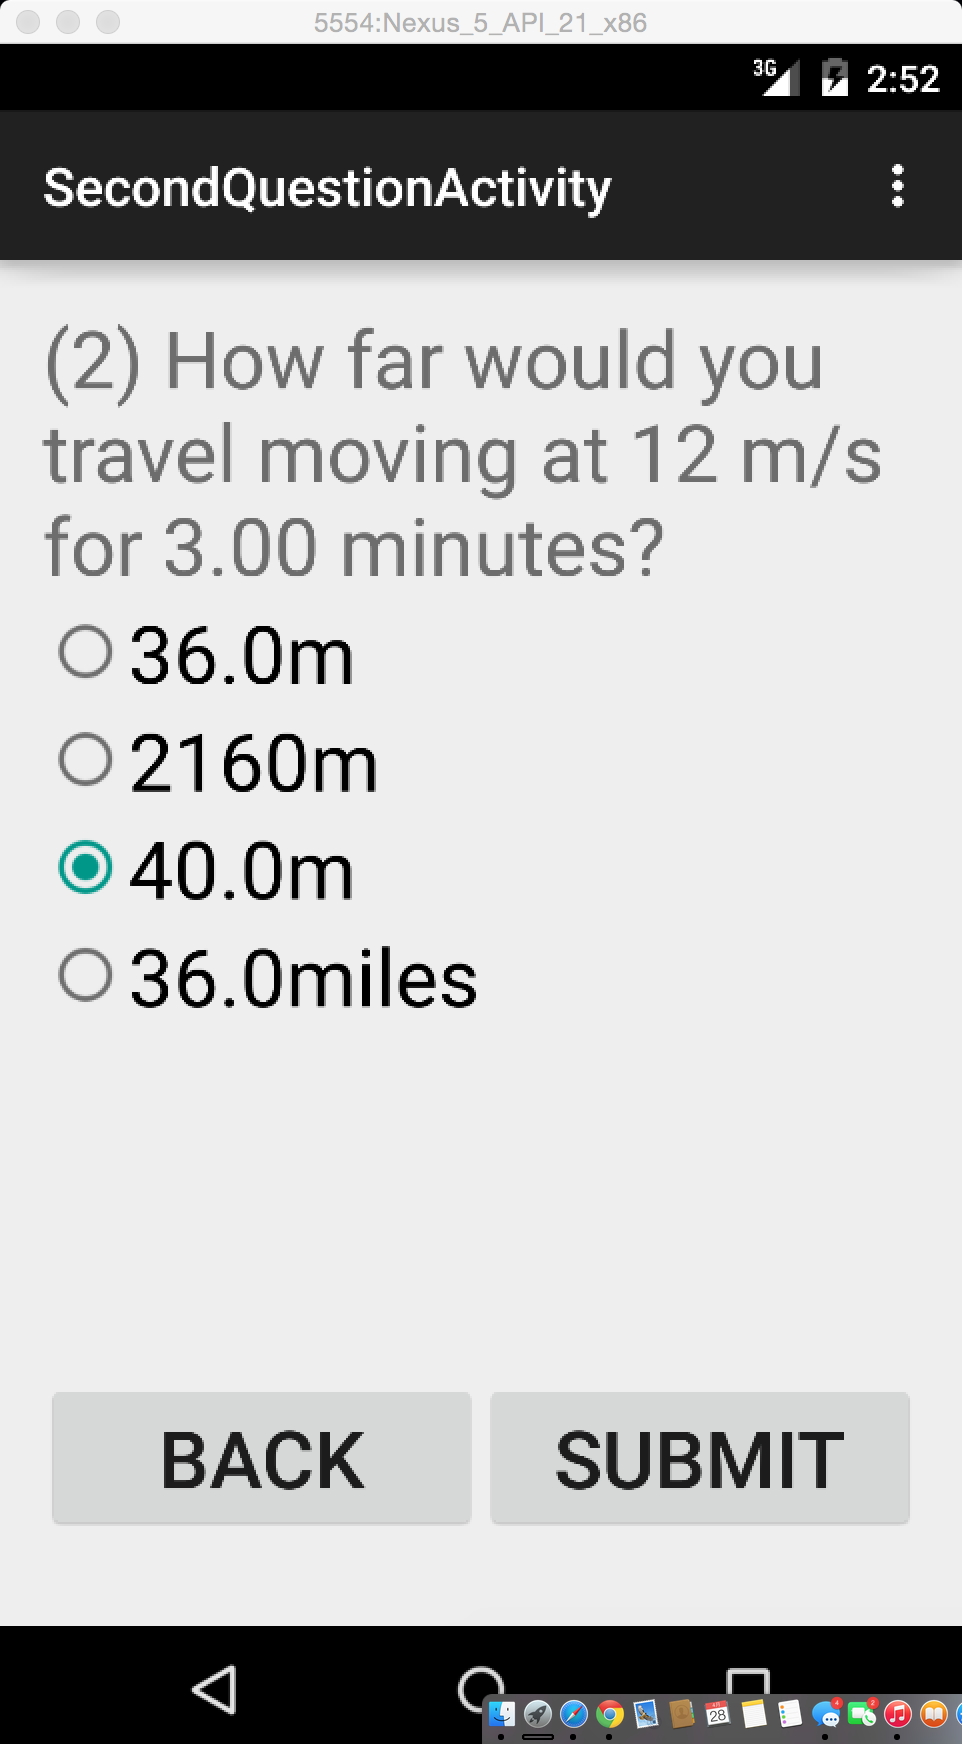 5554:Nexus_5_API_21_x86
3G 2:52
SecondQuestionActivity
(2) How far would you
travel moving at 12 m/s
for 3.00 minutes?
36.0m
2160m
40.0m
36.0miles
BACK SUBMIT
28